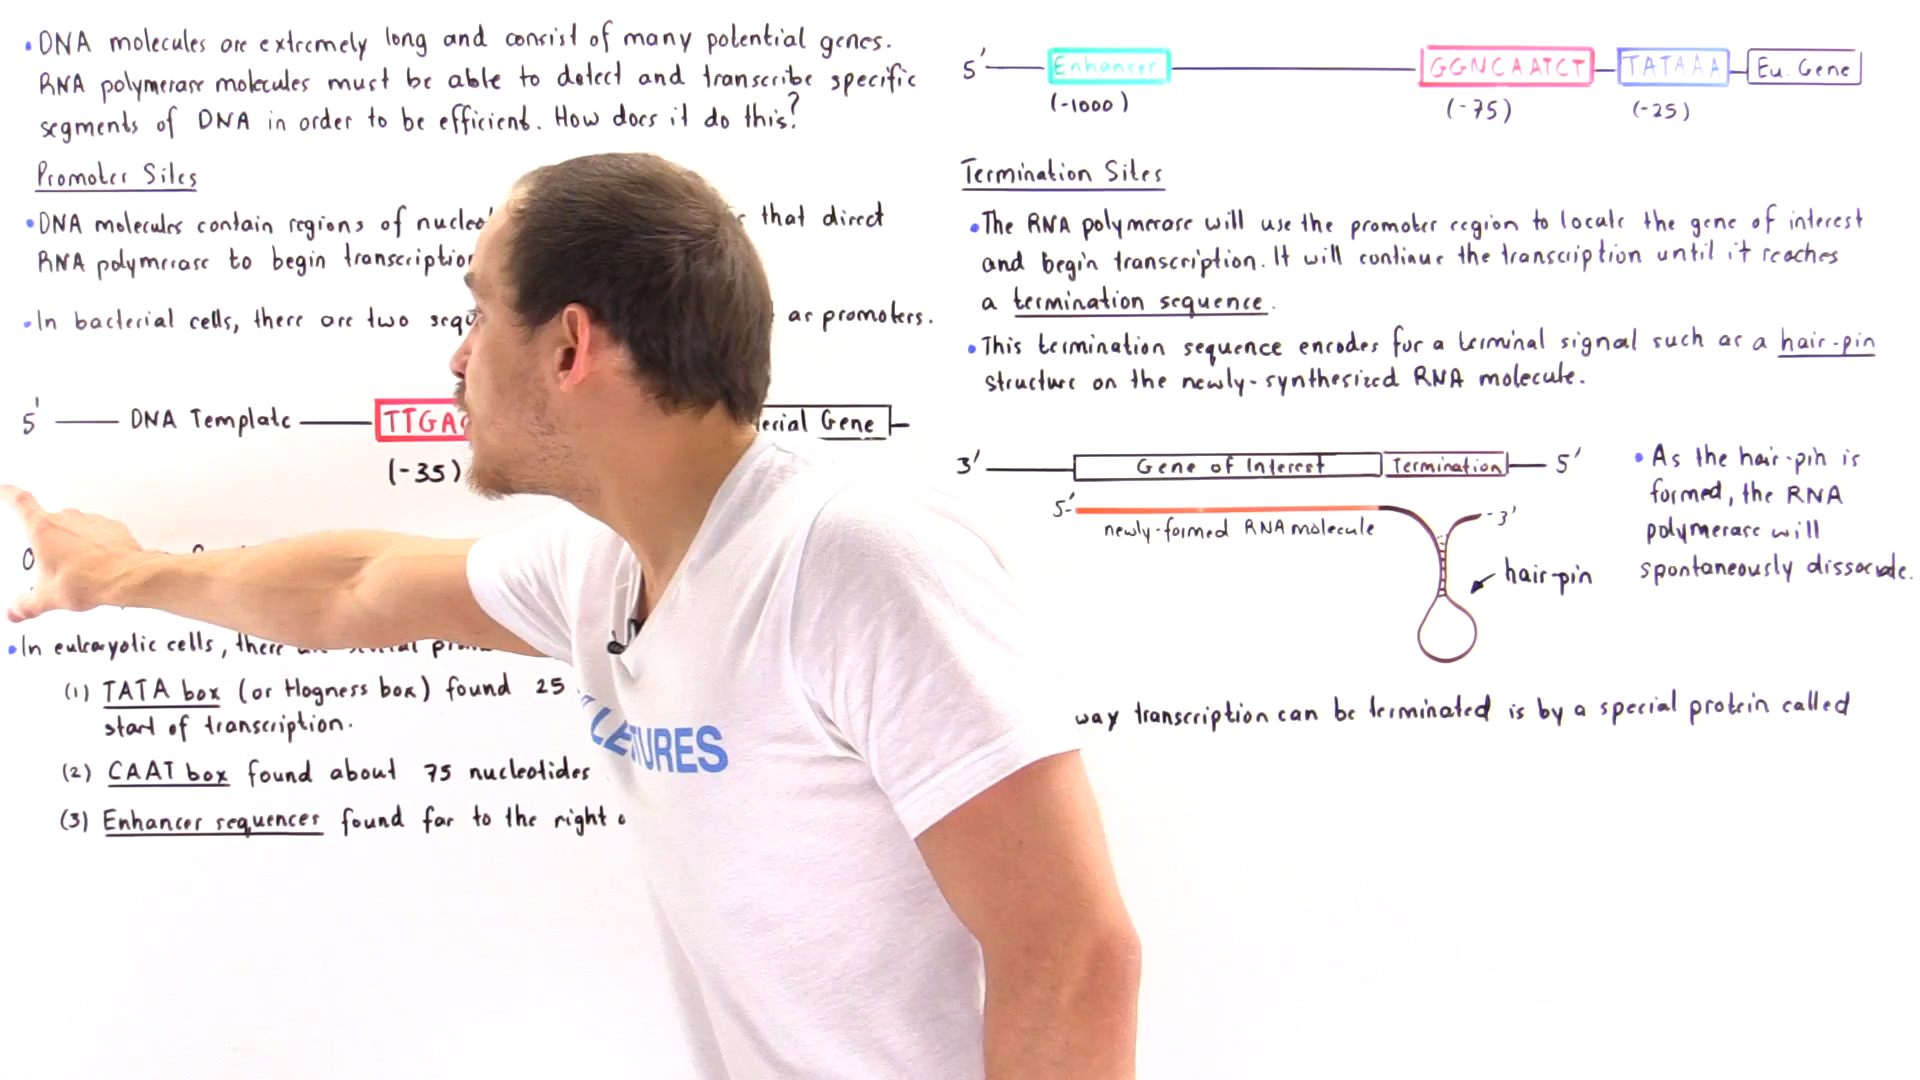 • DNA molecules are extremely long and consist of many potential genes.
RNA polymerase molecules must be able to detect and transcribe specific
segments of DNA in order to be efficient. How does it do this?
Promoter Sites
• DNA molecules contain regions of that direct
RNA polymerase to begin transcription
• In bacterial cells, there are two as promoters.
5' DNA Template TTGA Gene
(-35)
• In eukaryotic cells, there
(1) TATA box (or Hogness box) found 25
start of transcription.
(2) CAAT box found about 75 nucleotides
(3) Enhancer sequences found far to the right
5' Enhancer GGNCAATCT TATAAA Eu. Gene
(-1000) (-75) (-25)
Termination Sites
• The RNA polymerase will use the promoter region to locate the gene of interest
and begin transcription. It will continue the transcription until it reaches
a termination sequence.
• This termination sequence encodes for a terminal signal such as a hair-pin
structure on the newly-synthesized RNA molecule.
3' Gene of Interest Termination 5'
5'- newly-formed RNA molecule -3'
hair-pin
• As the hair-pin is
formed, the RNA
polymerase will
spontaneously dissociate.
way transcription can be terminated is by a special protein called